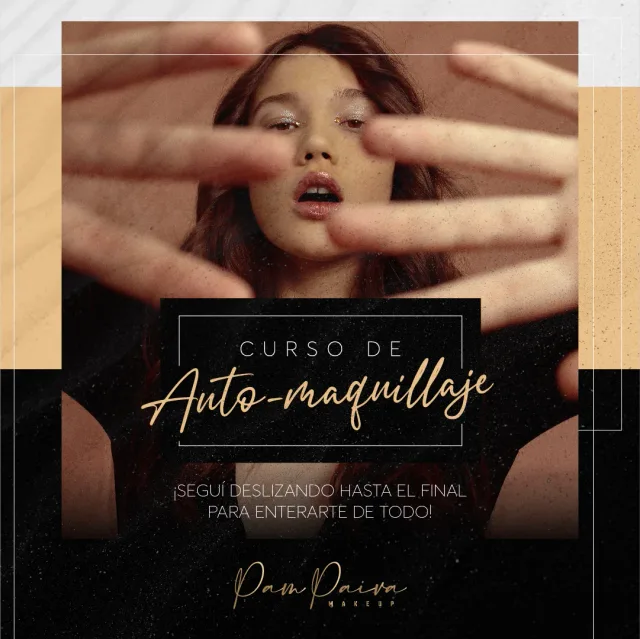 CURSO DE
Auto-maquillaje
¡SEGUÍ DESLIZANDO HASTA EL FINAL
PARA ENTERARTE DE TODO!
Pam Paiva
MAKEUP